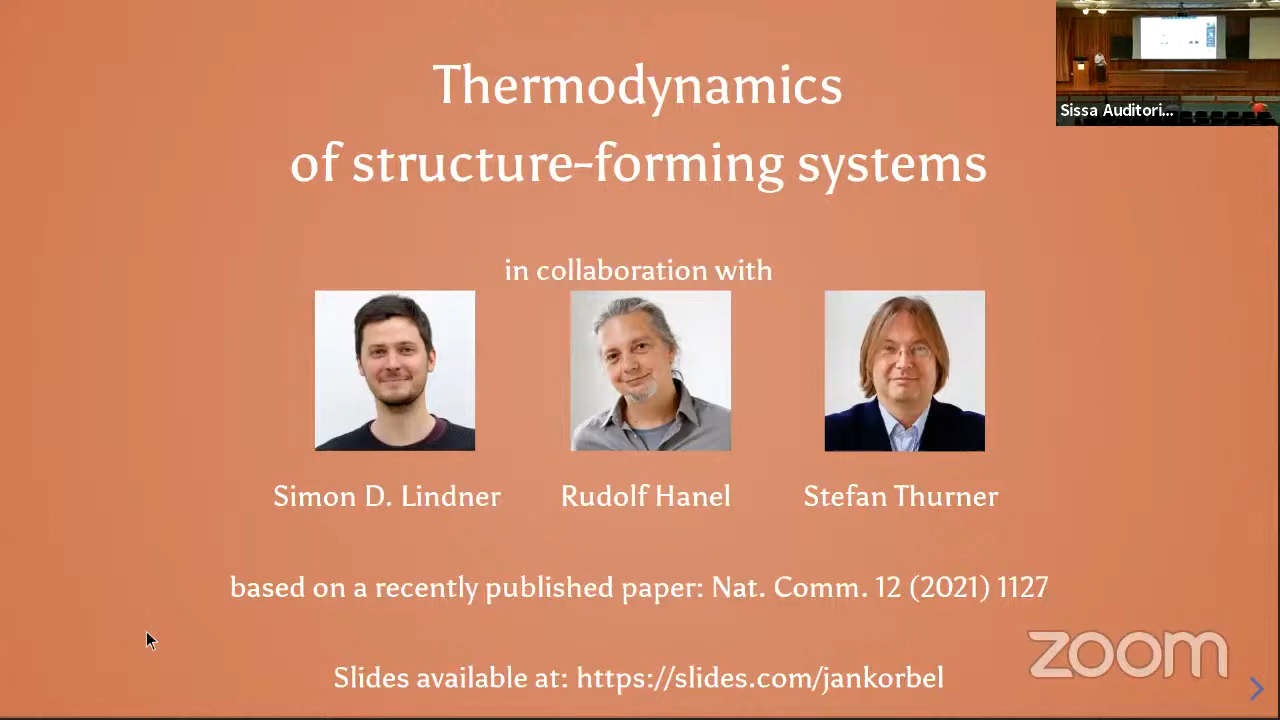 Thermodynamics
of structure-forming systems
Sissa Auditori...
in collaboration with
Simon D. Lindner
Rudolf Hanel
Stefan Thurner
based on a recently published paper: Nat. Comm. 12 (2021) 1127
zoom
Slides available at: https://slides.com/jankorbel